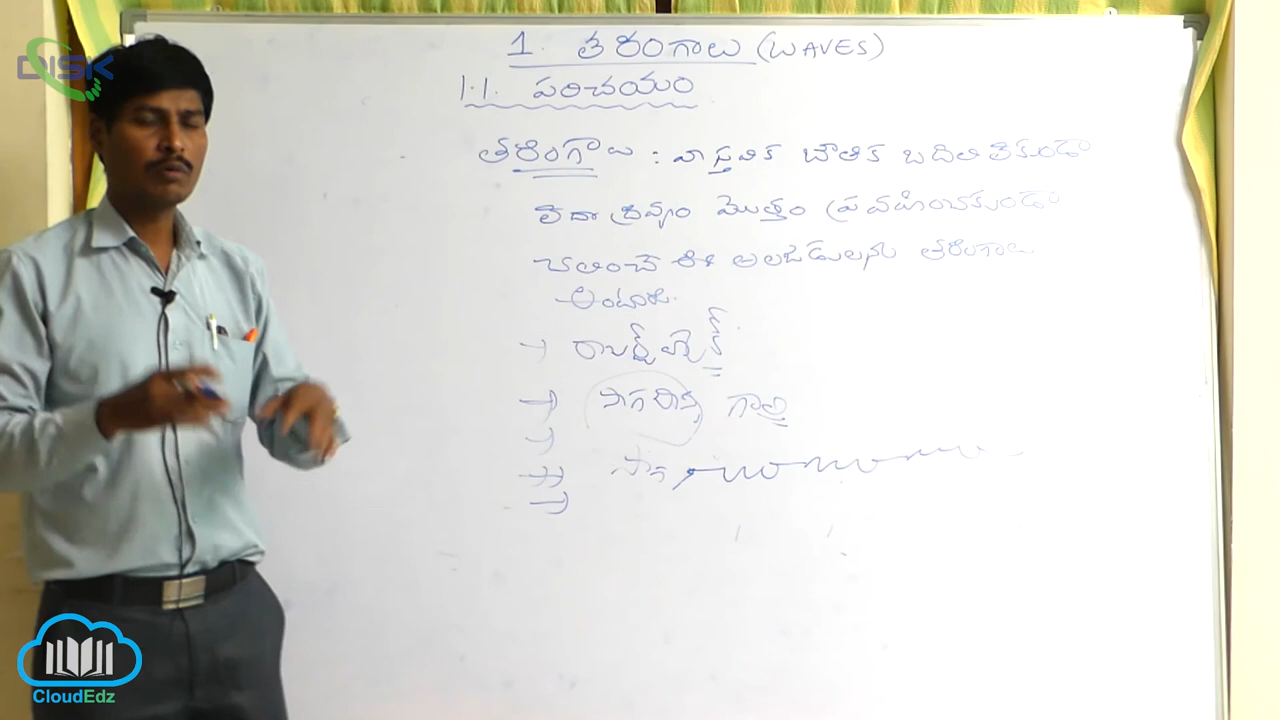 DISK
1. తరంగాలు (WAVES)
1.1. పరిచయం
తరంగాలు : వాస్తవిక భౌతిక బదిలీ లేకుండా
లేదా ద్రవ్యం మొత్తం ప్రవహించకుండా
చలించే ఈ అలజడులను తరంగాలు
అంటారు.
→ రాబర్ట్ హుక్
→ గాలి
→
→ సాగ
→
CloudEdz